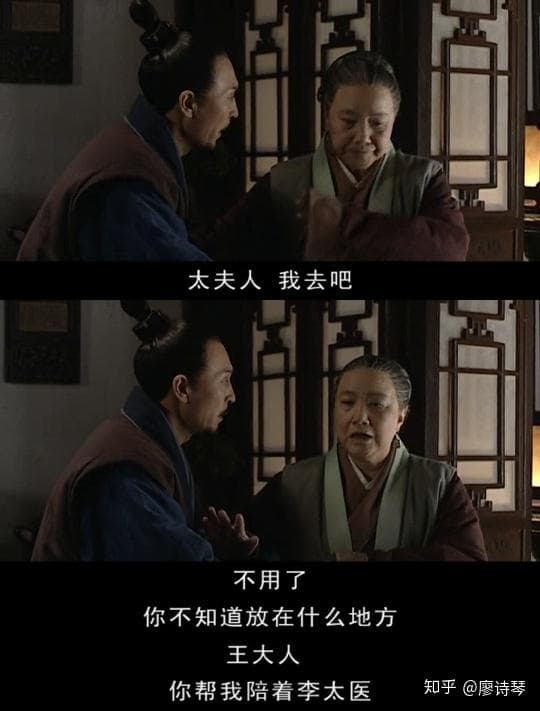 太夫人 我去吧
不用了
你不知道放在什么地方
王大人
你帮我陪着李太医
知乎 @廖诗琴